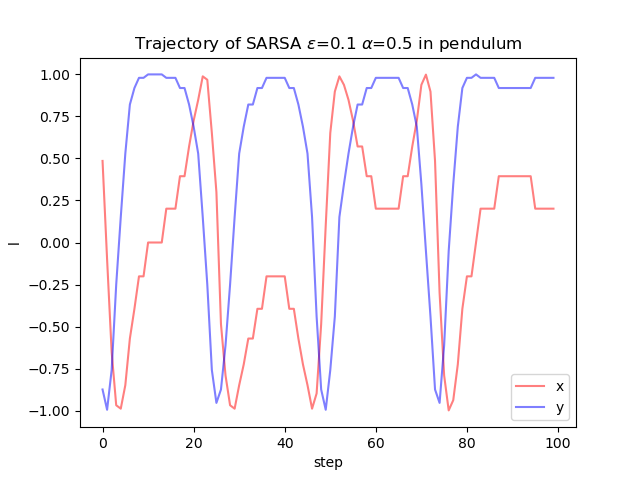 Trajectory of SARSA ε=0.1 α=0.5 in pendulum
1.00
0.75
0.50
0.25
0.00
−0.25
−0.50
−0.75
−1.00
l
0 20 40 60 80 100
step
x
y